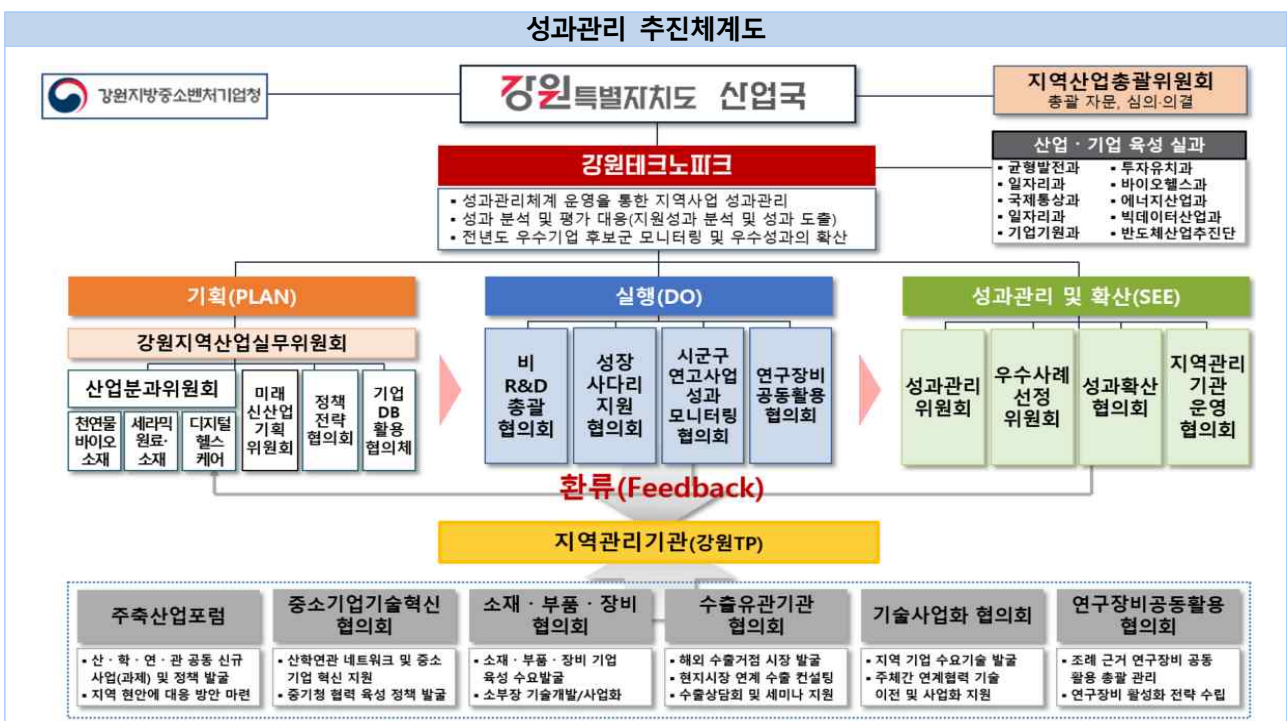 성과관리 추진체계도
강원지방중소벤처기업청
강원특별자치도 산업국
지역산업총괄위원회
총괄 자문, 심의·의결
강원테크노파크
▪ 성과관리체계 운영을 통한 지역사업 성과관리
▪ 성과 분석 및 평가 대응(지원성과 분석 및 성과 도출)
▪ 전년도 우수기업 후보군 모니터링 및 우수성과의 확산
산업 · 기업 육성 실과
▪ 균형발전과
▪ 일자리과
▪ 국제통상과
▪ 일자리과
▪ 기업기원과
▪ 투자유치과
▪ 바이오헬스과
▪ 에너지산업과
▪ 빅데이터산업과
▪ 반도체산업추진단
기획(PLAN)
강원지역산업실무위원회
산업분과위원회
천연물
바이오
소재
세라믹
원료·
소재
디지털
헬스
케어
미래
신산업
기획
위원회
정책
전략
협의회
기업
DB
활용
협의체
실행(DO)
비
R&D
총괄
협의회
성장
사다리
지원
협의회
시군구
연고사업
성과
모니터링
협의회
연구장비
공동활용
협의회
성과관리 및 확산(SEE)
성과관리
위원회
우수사례
선정
위원회
성과확산
협의회
지역관리
기관
운영
협의회
환류(Feedback)
지역관리기관(강원TP)
주축산업포럼
▪ 산 · 학 · 연 · 관 공동 신규
사업(과제) 및 정책 발굴
▪ 지역 현안에 대응 방안 마련
중소기업기술혁신
협의회
▪ 산학연관 네트워크 및 중소
기업 혁신 지원
▪ 중기청 협력 육성 정책 발굴
소재 · 부품 · 장비
협의회
▪ 소재 · 부품 · 장비 기업
육성 수요발굴
▪ 소부장 기술개발/사업화
수출유관기관
협의회
▪ 해외 수출거점 시장 발굴
▪ 현지시장 연계 수출 컨설팅
▪ 수출상담회 및 세미나 지원
기술사업화 협의회
▪ 지역 기업 수요기술 발굴
▪ 주체간 연계협력 기술
이전 및 사업화 지원
연구장비공동활용
협의회
▪ 조례 근거 연구장비 공동
활용 총괄 관리
▪ 연구장비 활성화 전략 수립